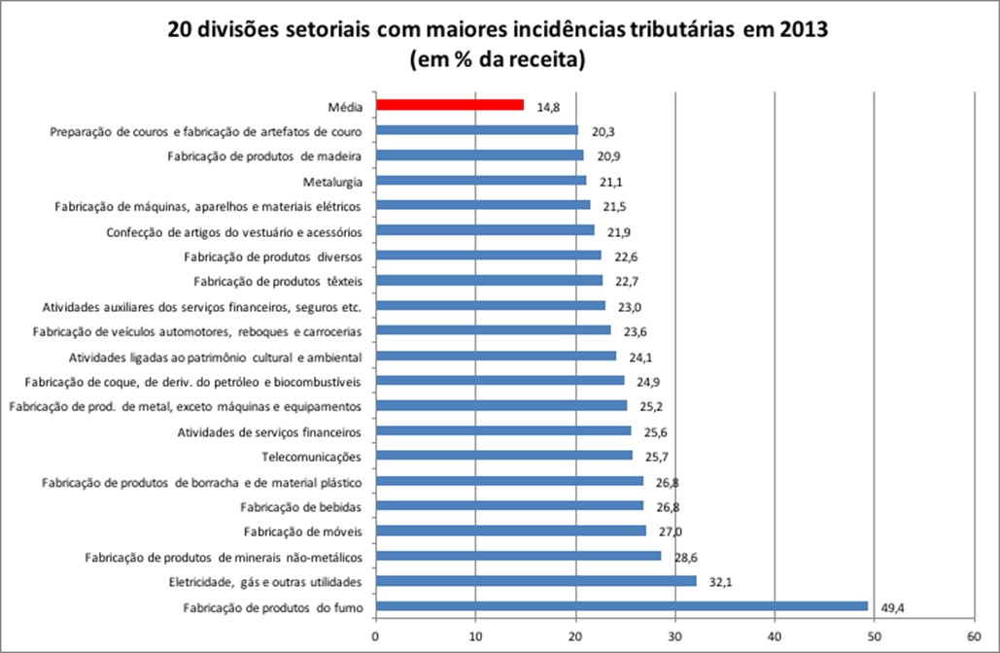 20 divisões setoriais com maiores incidências tributárias em 2013
(em % da receita)
Média 14,8
Preparação de couros e fabricação de artefatos de couro 20,3
Fabricação de produtos de madeira 20,9
Metalurgia 21,1
Fabricação de máquinas, aparelhos e materiais elétricos 21,5
Confecção de artigos do vestuário e acessórios 21,9
Fabricação de produtos diversos 22,6
Fabricação de produtos têxteis 22,7
Atividades auxiliares dos serviços financeiros, seguros etc. 23,0
Fabricação de veículos automotores, reboques e carrocerias 23,6
Atividades ligadas ao patrimônio cultural e ambiental 24,1
Fabricação de coque, de deriv. do petróleo e biocombustíveis 24,9
Fabricação de prod. de metal, exceto máquinas e equipamentos 25,2
Atividades de serviços financeiros 25,6
Telecomunicações 25,7
Fabricação de produtos de borracha e de material plástico 26,8
Fabricação de bebidas 26,8
Fabricação de móveis 27,0
Fabricação de produtos de minerais não-metálicos 28,6
Eletricidade, gás e outras utilidades 32,1
Fabricação de produtos do fumo 49,4
0 10 20 30 40 50 60